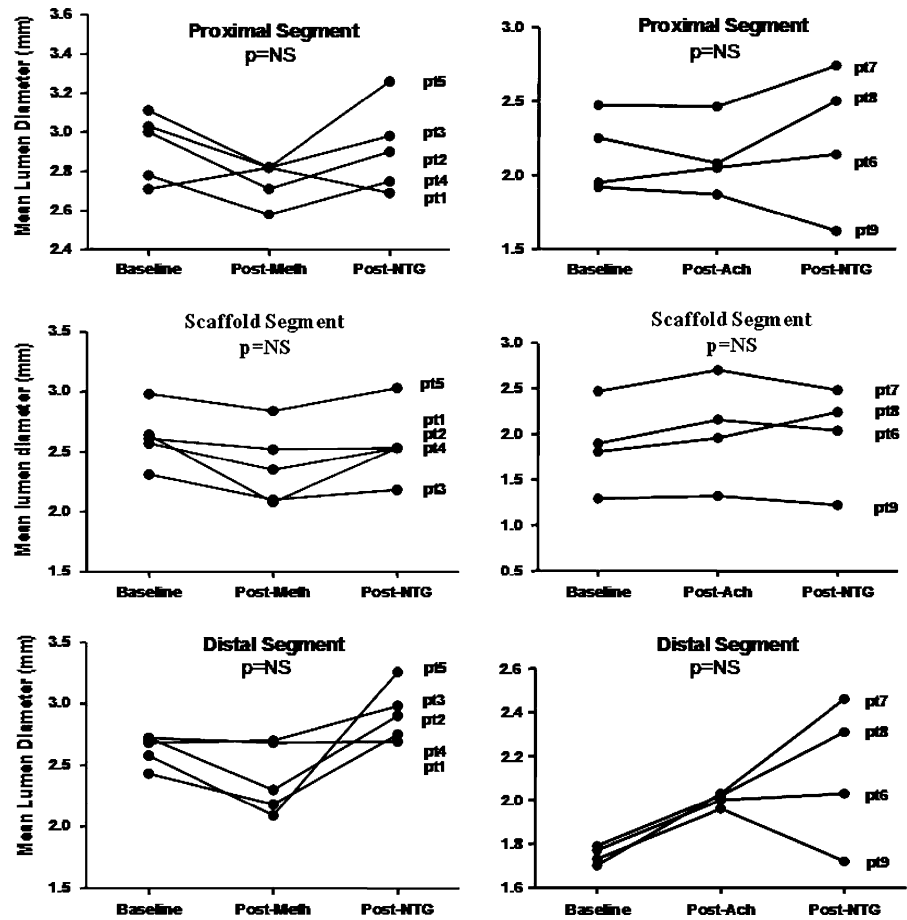 Proximal Segment
p=NS
Mean Lumen Diameter (mm)
3.6
3.4
3.2
3.0
2.8
2.6
2.4
pt5
pt3
pt2
pt4
pt1
Baseline Post-Meth Post-NTG
Proximal Segment
p=NS
3.0
2.5
2.0
1.5
pt7
pt8
pt6
pt9
Baseline Post-Ach Post-NTG
Scaffold Segment
p=NS
Mean lumen diameter (mm)
3.5
3.0
2.5
2.0
1.5
pt5
pt1
pt2
pt4
pt3
Baseline Post-Meth Post-NTG
Scaffold Segment
p=NS
3.0
2.5
2.0
1.5
1.0
0.5
pt7
pt8
pt6
pt9
Baseline Post-Ach Post-NTG
Distal Segment
p=NS
Mean Lumen Diameter (mm)
3.5
3.0
2.5
2.0
1.5
pt5
pt3
pt2
pt4
pt1
Baseline Post-Meth Post-NTG
Distal Segment
p=NS
2.6
2.4
2.2
2.0
1.8
1.6
pt7
pt8
pt6
pt9
Baseline Post-Ach Post-NTG